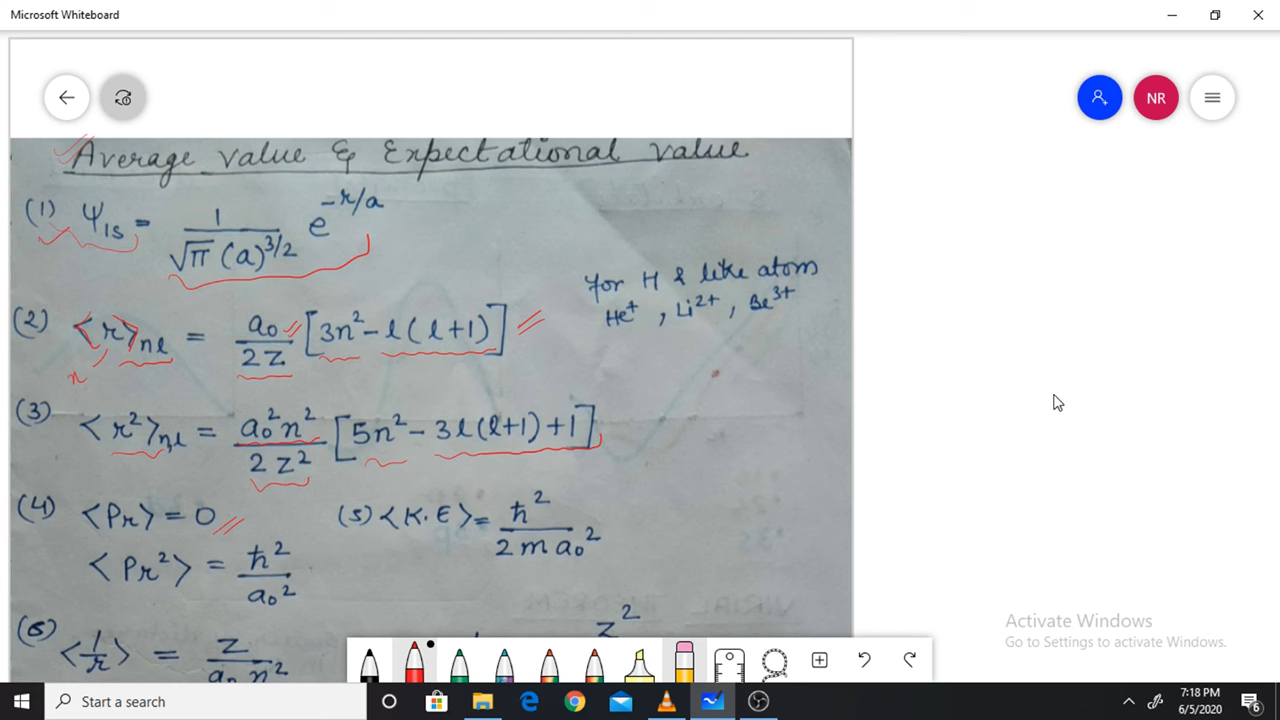 Microsoft Whiteboard
NR
Average value & Expectational value
(1) Ψ1s = 1/√π (a)^3/2 e^-r/a
for H & like atom
He⁺, Li²⁺, Be³⁺
(2) <r>nl = a₀/2Z [3n² - l(l+1)]
n
(3) <r²>n,l = a₀²n²/2Z² [5n² - 3l(l+1)+1]
(4) <Pr> = 0 (5) <K.E> = ħ²/2ma₀²
<Pr²> = ħ²/a₀²
(6) <1/r> = Z/a₀n² Z²
Activate Windows
Go to Settings to activate Windows.
Start a search
7:18 PM
6/5/2020
6